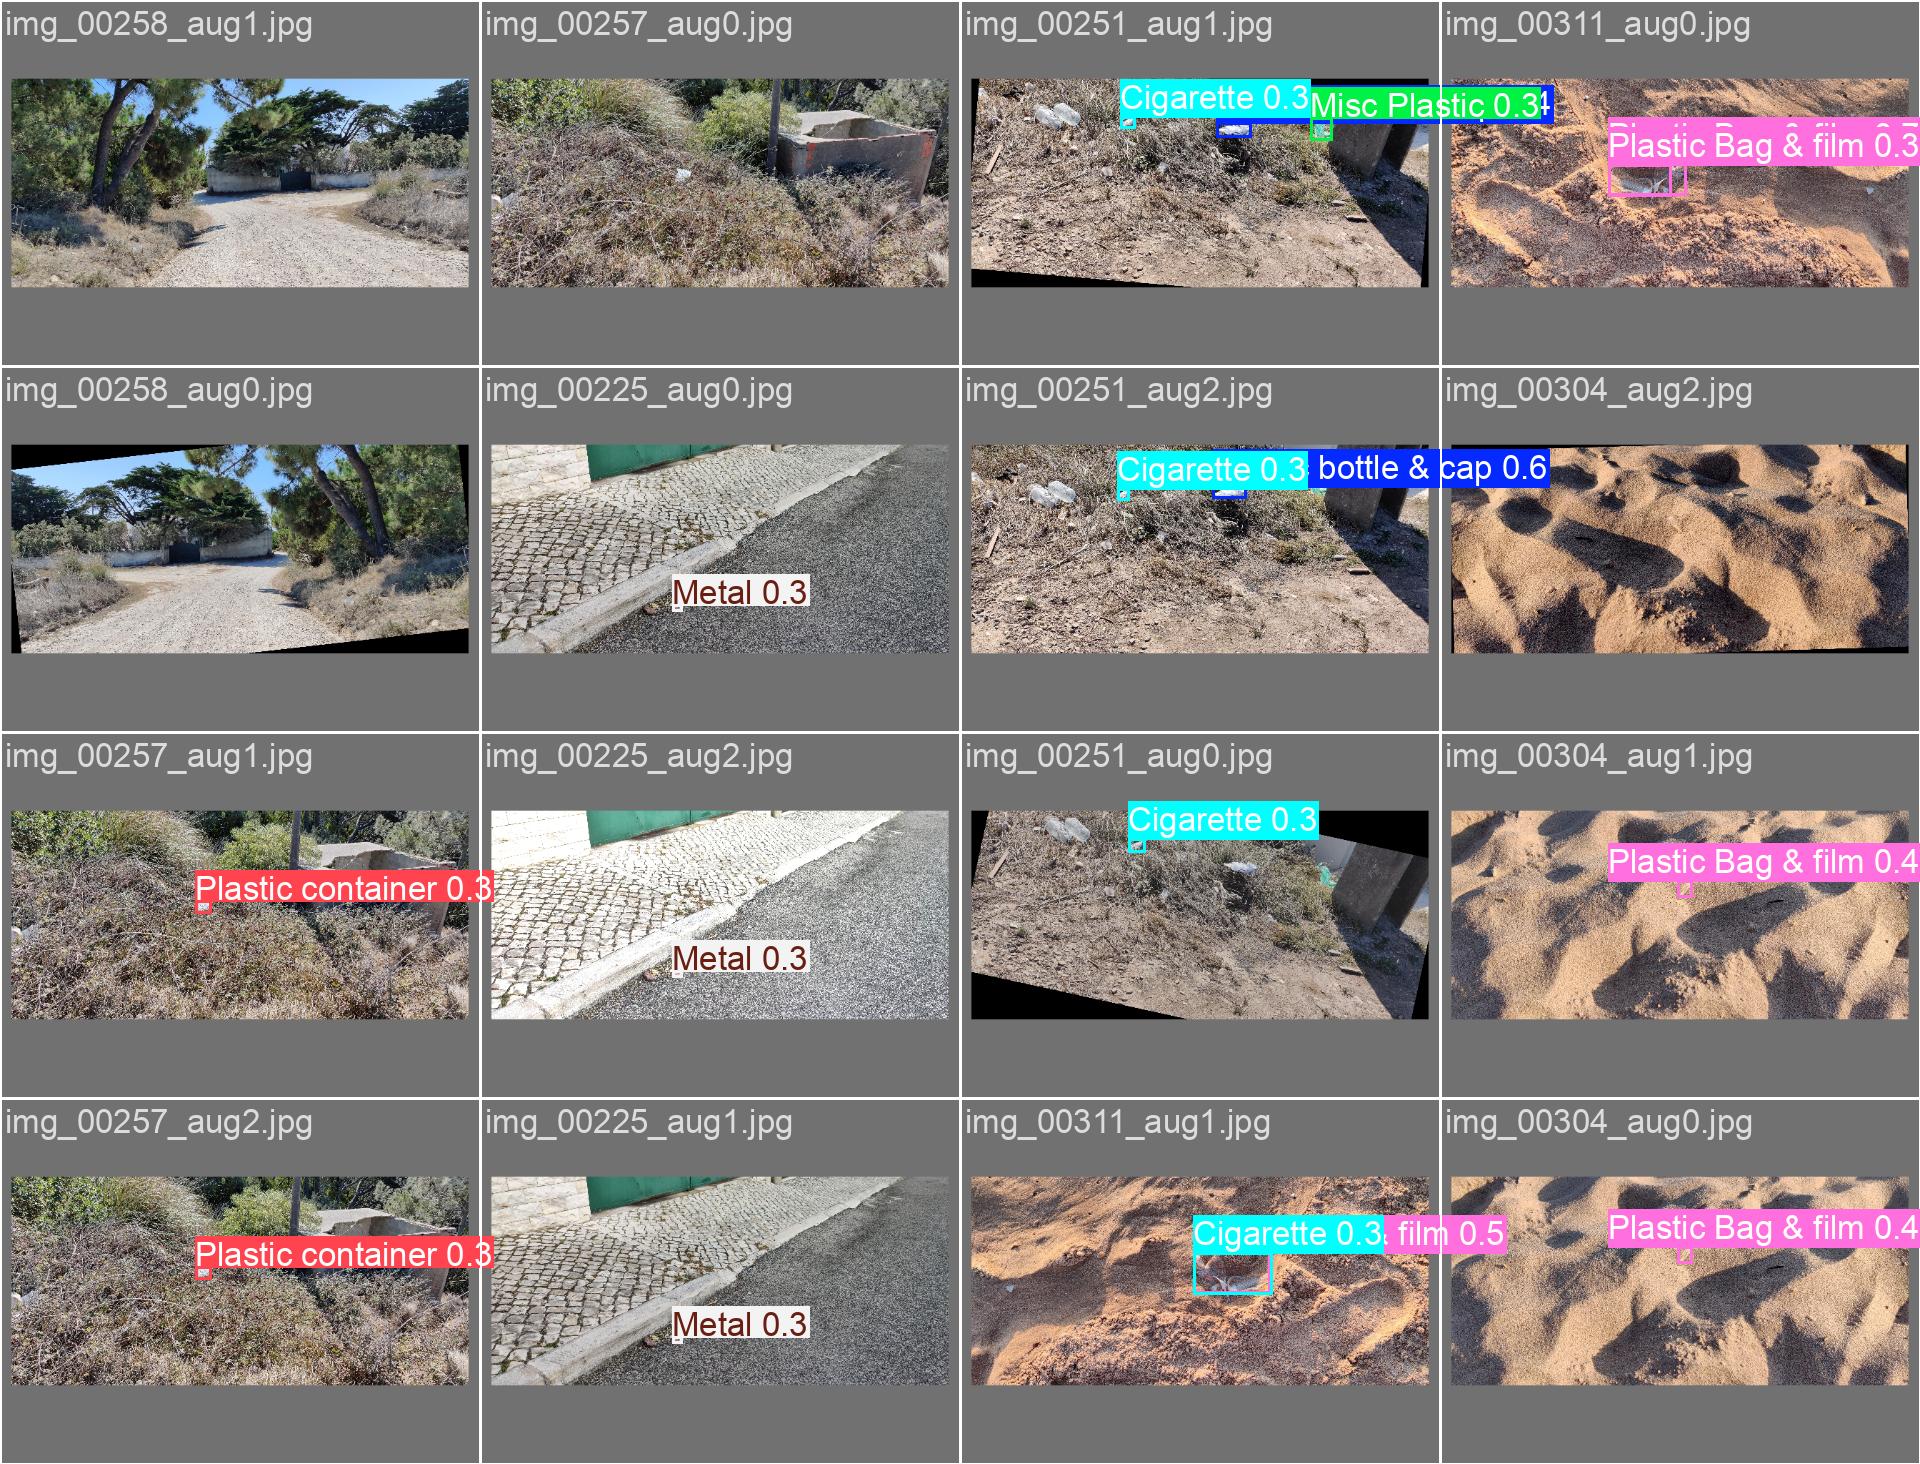 img_00258_aug1.jpg
img_00257_aug0.jpg
img_00251_aug1.jpg
img_00311_aug0.jpg
Cigarette 0.3
Misc Plastic 0.3
4
Plastic Bag & film 0.3
img_00258_aug0.jpg
img_00225_aug0.jpg
img_00251_aug2.jpg
img_00304_aug2.jpg
Cigarette 0.3
bottle & cap 0.6
Metal 0.3
img_00257_aug1.jpg
img_00225_aug2.jpg
img_00251_aug0.jpg
img_00304_aug1.jpg
Cigarette 0.3
Plastic Bag & film 0.4
Plastic container 0.3
Metal 0.3
img_00257_aug2.jpg
img_00225_aug1.jpg
img_00311_aug1.jpg
img_00304_aug0.jpg
Plastic Bag & film 0.4
Cigarette 0.3
film 0.5
Plastic container 0.3
Metal 0.3